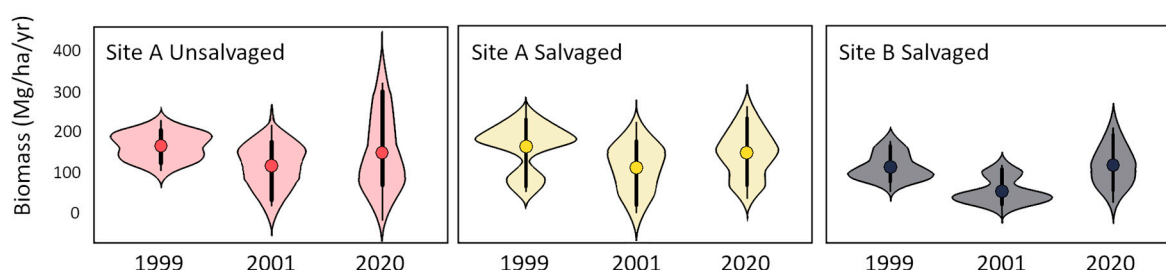 Biomass (Mg/ha/yr)
400
300
200
100
0
Site A Unsalvaged
1999 2001 2020
Site A Salvaged
1999 2001 2020
Site B Salvaged
1999 2001 2020